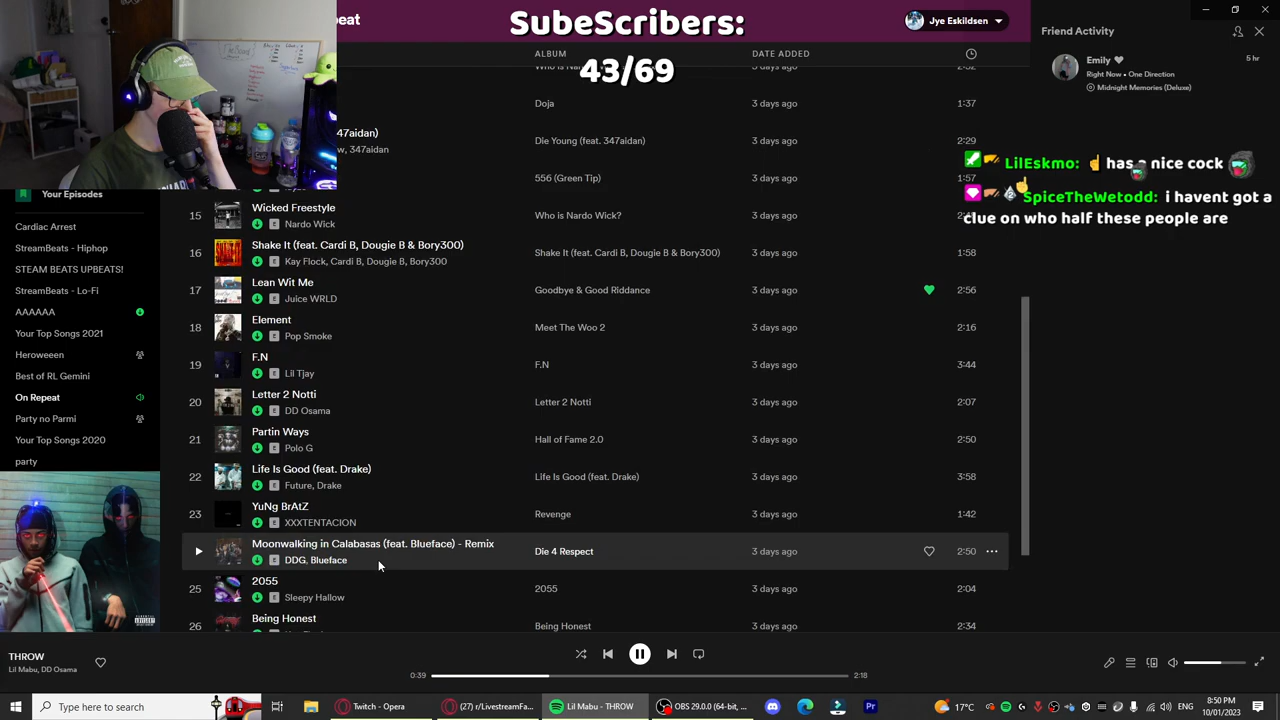 eat
SubeScribers:
43/69
Jye Eskildsen
Friend Activity
ALBUM
DATE ADDED
Emily
5 hr
Right Now • One Direction
Midnight Memories (Deluxe)
3 days ago
Doja
3 days ago
1:37
347aidan)
w, 347aidan
Die Young (feat. 347aidan)
3 days ago
2:29
LilEskmo: has a nice cock
556 (Green Tip)
3 days ago
1:57
SpiceTheWetodd: i havent got a
clue on who half these people are
Your Episodes
Cardiac Arrest
StreamBeats - Hiphop
STEAM BEATS UPBEATS!
StreamBeats - Lo-Fi
AAAAAA
Your Top Songs 2021
Heroweeen
Best of RL Gemini
On Repeat
Party no Parmi
Your Top Songs 2020
party
15
Wicked Freestyle
E Nardo Wick
Who is Nardo Wick?
3 days ago
16
Shake It (feat. Cardi B, Dougie B & Bory300)
E Kay Flock, Cardi B, Dougie B, Bory300
Shake It (feat. Cardi B, Dougie B & Bory300)
3 days ago
1:58
17
Lean Wit Me
E Juice WRLD
Goodbye & Good Riddance
3 days ago
2:56
18
Element
E Pop Smoke
Meet The Woo 2
3 days ago
2:16
19
F.N
E Lil Tjay
F.N
3 days ago
3:44
20
Letter 2 Notti
E DD Osama
Letter 2 Notti
3 days ago
2:07
21
Partin Ways
E Polo G
Hall of Fame 2.0
3 days ago
2:50
22
Life Is Good (feat. Drake)
E Future, Drake
Life Is Good (feat. Drake)
3 days ago
3:58
23
YuNg BrAtZ
E XXXTENTACION
Revenge
3 days ago
1:42
Moonwalking in Calabasas (feat. Blueface) - Remix
E DDG, Blueface
Die 4 Respect
3 days ago
2:50
25
2055
E Sleepy Hallow
2055
3 days ago
2:04
26
Being Honest
Being Honest
3 days ago
2:34
THROW
Lil Mabu, DD Osama
0:39
2:18
Type here to search
Twitch - Opera
(27) r/LivestreamFa...
Lil Mabu - THROW
OBS 29.0.0 (64-bit, ...
Pr
17°C
8:50 PM
10/01/2023